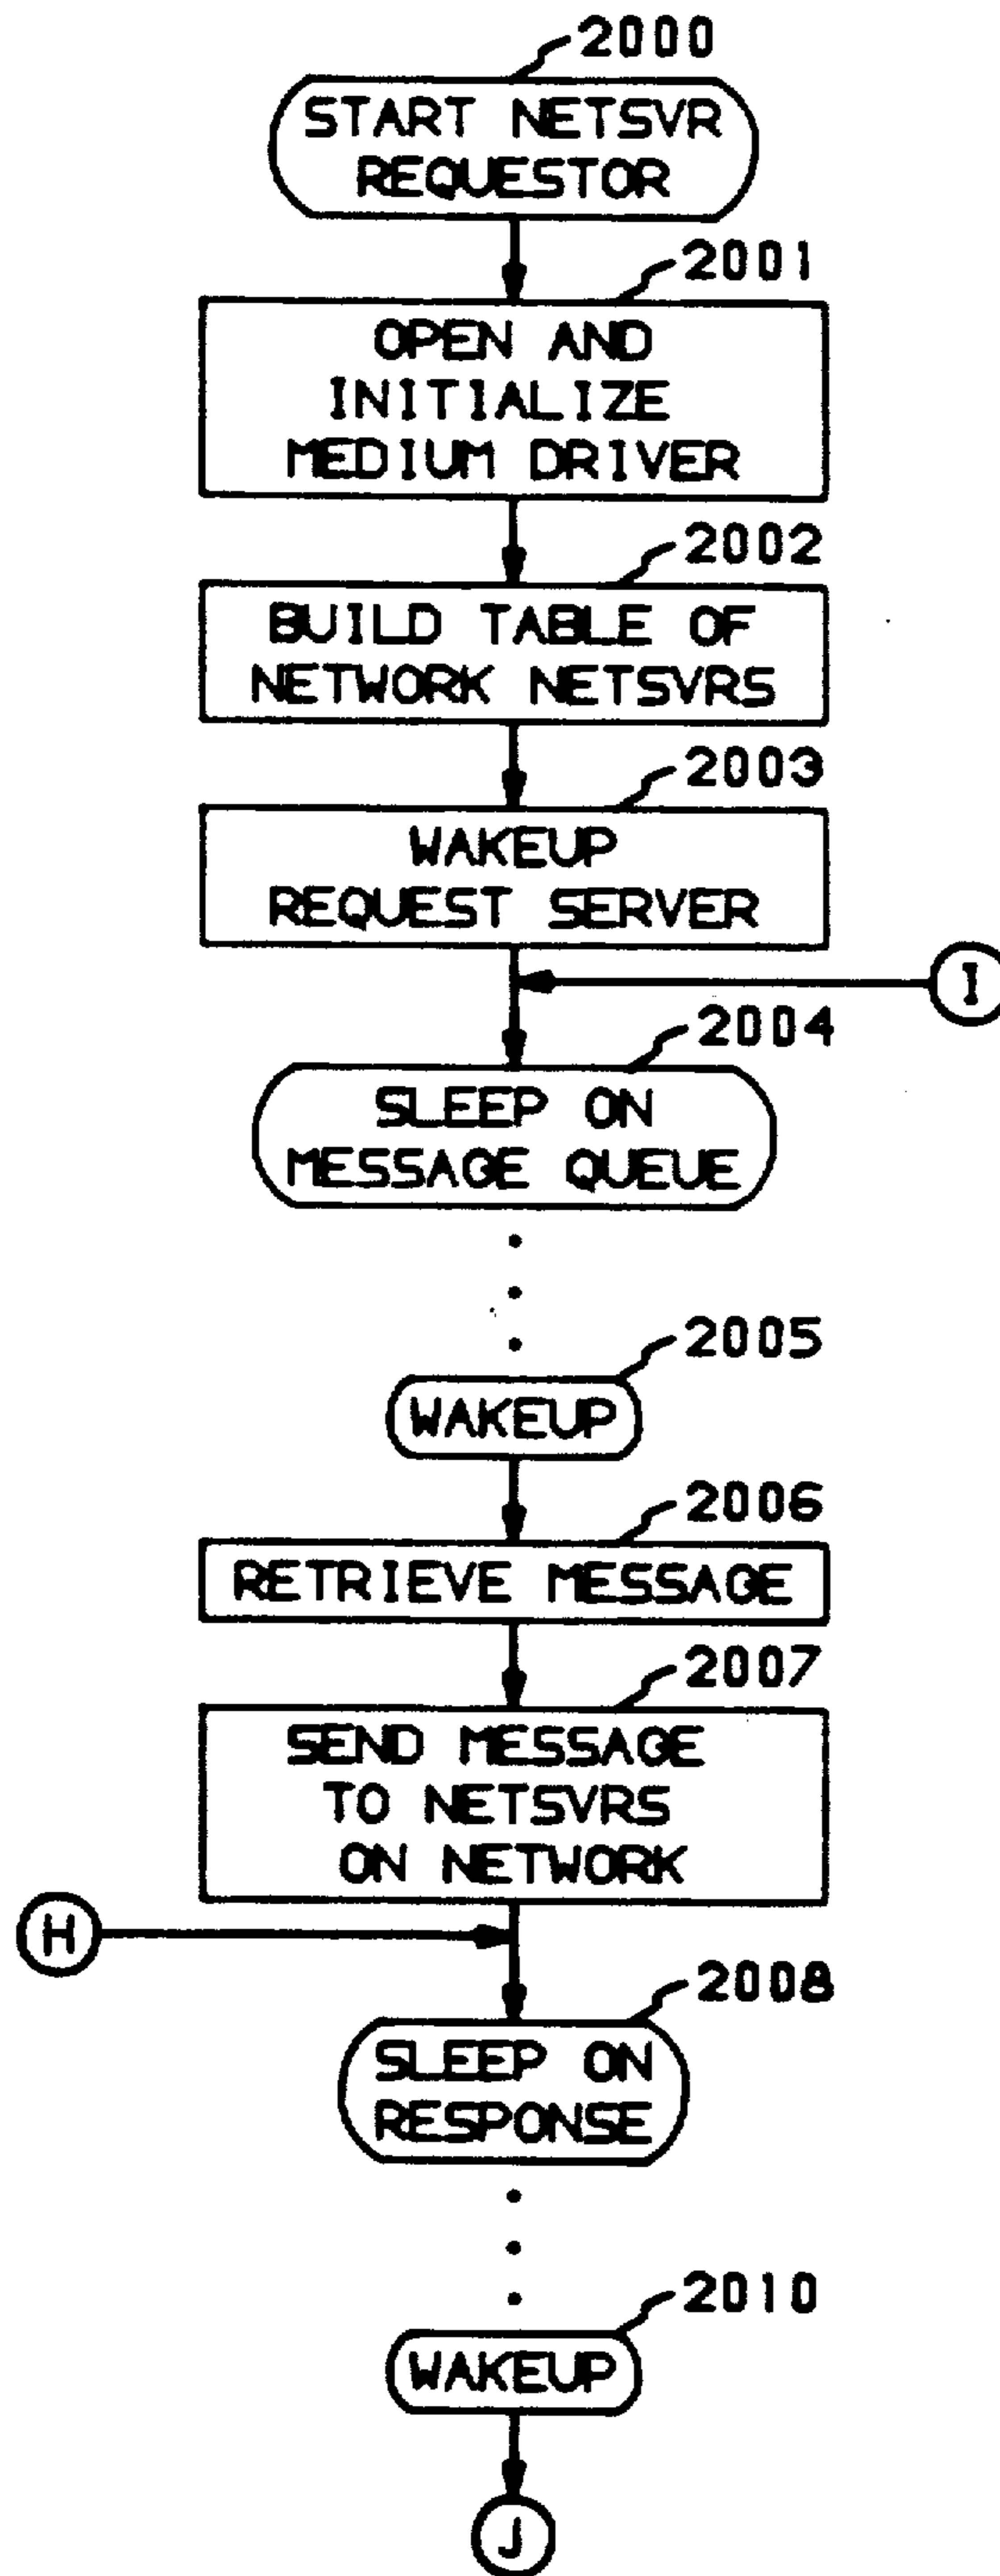 2000
START NETSVR
REQUESTOR
2001
OPEN AND
INITIALIZE
MEDIUM DRIVER
2002
BUILD TABLE OF
NETWORK NETSVRS
2003
WAKEUP
REQUEST SERVER
I
2004
SLEEP ON
MESSAGE QUEUE
2005
WAKEUP
2006
RETRIEVE MESSAGE
2007
SEND MESSAGE
TO NETSVRS
ON NETWORK
H
2008
SLEEP ON
RESPONSE
2010
WAKEUP
J